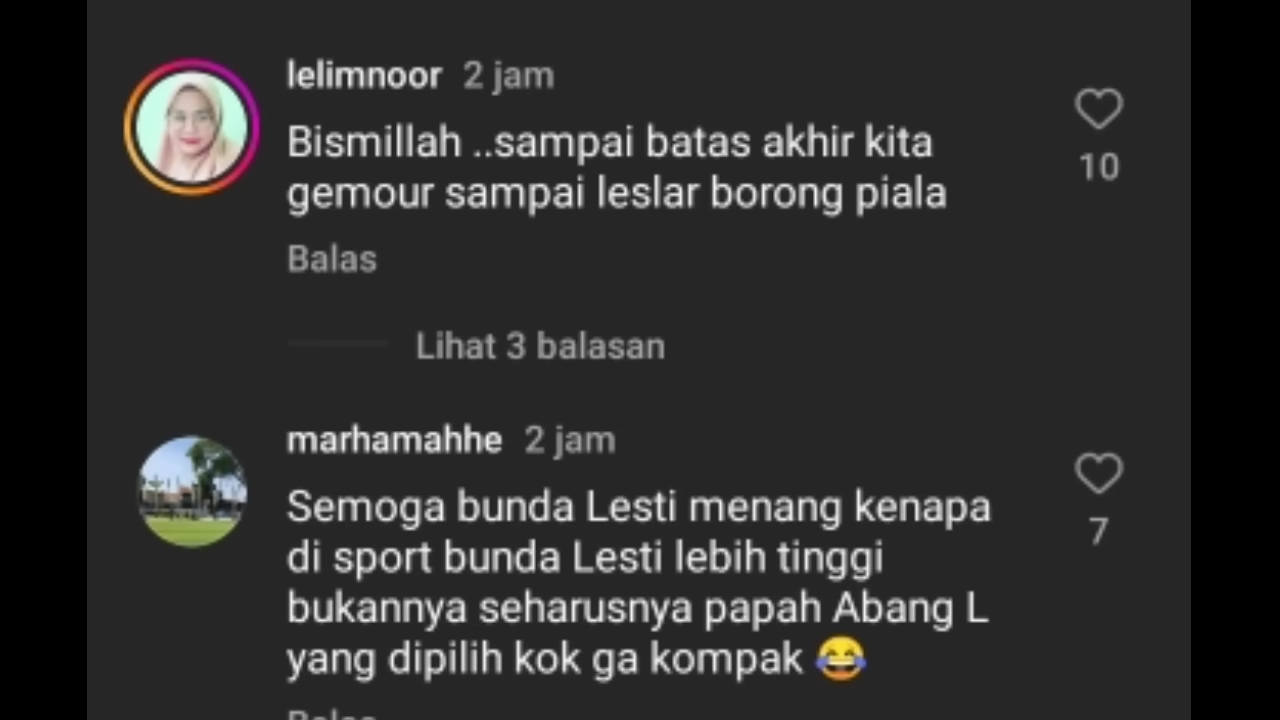 lelimnoor 2 jam
Bismillah ..sampai batas akhir kita
gemour sampai leslar borong piala
10
Balas
Lihat 3 balasan
marhamahhe 2 jam
Semoga bunda Lesti menang kenapa
di sport bunda Lesti lebih tinggi
bukannya seharusnya papah Abang L
yang dipilih kok ga kompak 😂
7
Balas